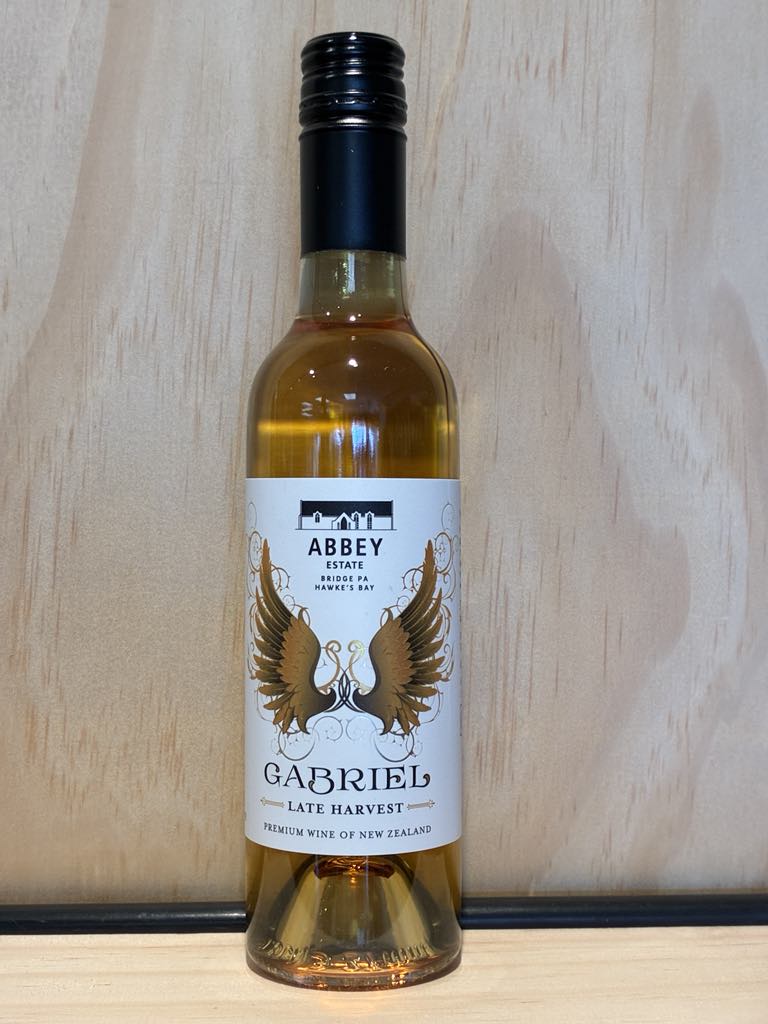 ABBEY
ESTATE
BRIDGE PA
HAWKE'S BAY
GABRIEL
LATE HARVEST
PREMIUM WINE OF NEW ZEALAND